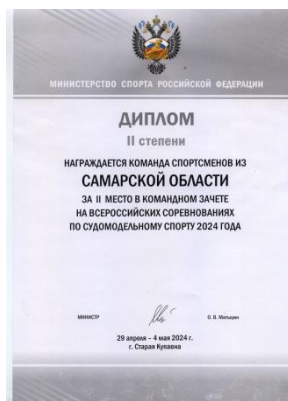 МИНИСТЕРСТВО СПОРТА РОССИЙСКОЙ ФЕДЕРАЦИИ
ДИПЛОМ
II степени
НАГРАЖДАЕТСЯ КОМАНДА СПОРТСМЕНОВ ИЗ
САМАРСКОЙ ОБЛАСТИ
ЗА II МЕСТО В КОМАНДНОМ ЗАЧЕТЕ
НА ВСЕРОССИЙСКИХ СОРЕВНОВАНИЯХ
ПО СУДОМОДЕЛЬНОМУ СПОРТУ 2024 ГОДА
МИНИСТР О. В. Матыцин
29 апреля – 4 мая 2024 г.
г. Старая Купавна